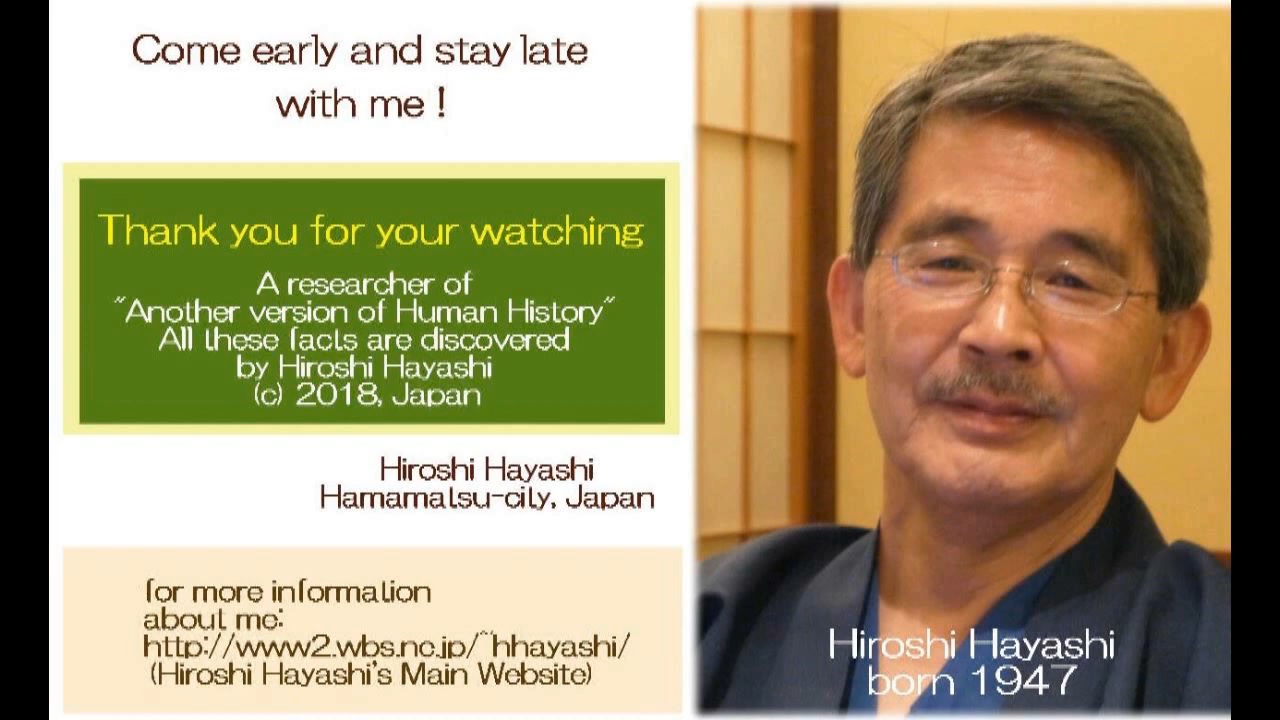 Come early and stay late
with me !
Thank you for your watching
A researcher of
"Another version of Human History"
All these facts are discovered
by Hiroshi Hayashi
(c) 2018, Japan
Hiroshi Hayashi
Hamamatsu-city, Japan
for more information
about me:
http://www2.wbs.ne.jp/~hhayashi/
(Hiroshi Hayashi's Main Website)
Hiroshi Hayashi
born 1947